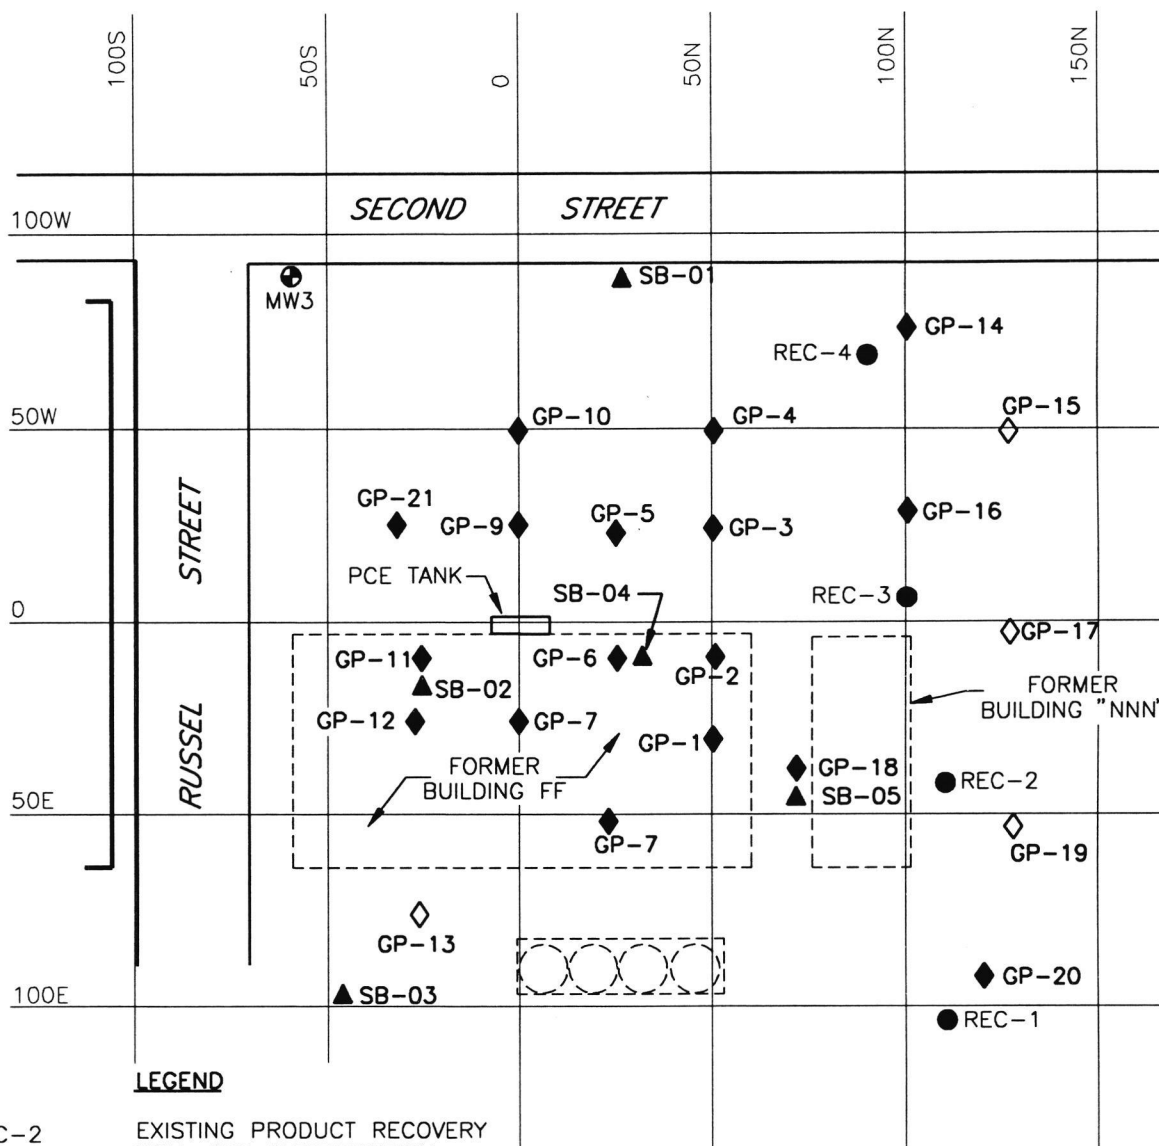 100S
50S
0
50N
100N
150N
SECOND STREET
100W
MW3
SB-01
GP-14
REC-4
GP-15
50W
GP-10
GP-4
GP-21
GP-9
GP-5
GP-3
GP-16
STREET
PCE TANK
SB-04
REC-3
0
GP-17
GP-11
GP-6
GP-2
SB-02
FORMER
BUILDING "NNN"
GP-12
GP-7
GP-1
RUSSEL
FORMER
BUILDING FF
GP-18
REC-2
SB-05
50E
GP-7
GP-19
GP-13
GP-20
100E
SB-03
REC-1
LEGEND
C-2
EXISTING PRODUCT RECOVERY